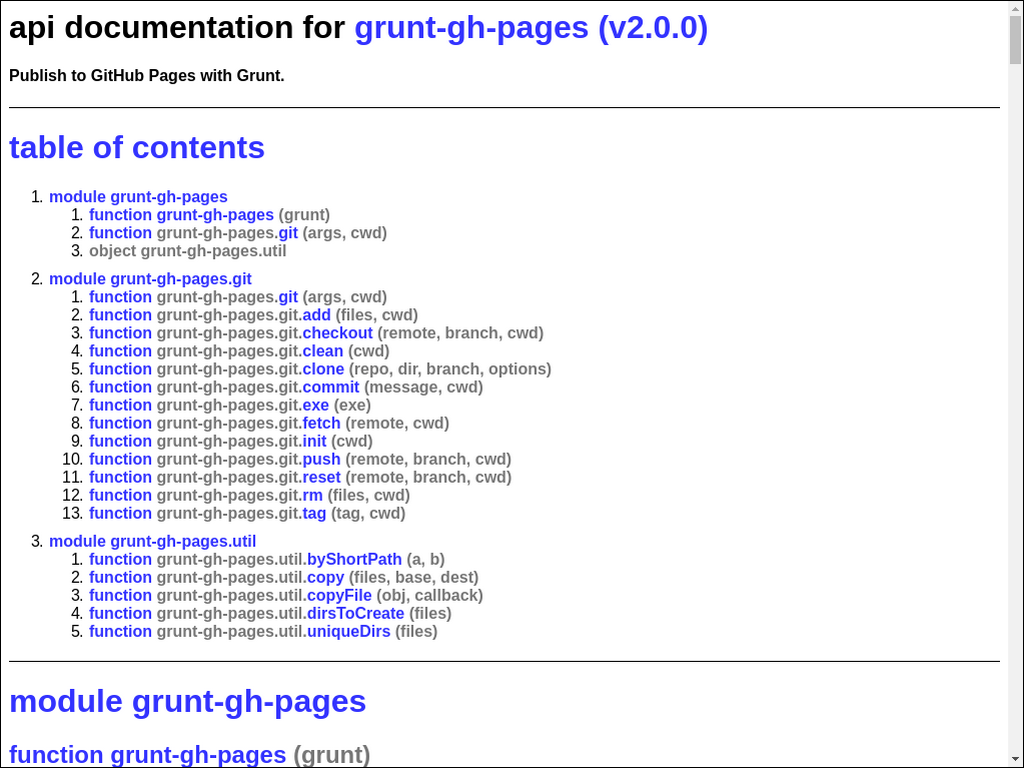 api documentation for grunt-gh-pages (v2.0.0)
Publish to GitHub Pages with Grunt.
table of contents
1. module grunt-gh-pages
1. function grunt-gh-pages (grunt)
2. function grunt-gh-pages.git (args, cwd)
3. object grunt-gh-pages.util
2. module grunt-gh-pages.git
1. function grunt-gh-pages.git (args, cwd)
2. function grunt-gh-pages.git.add (files, cwd)
3. function grunt-gh-pages.git.checkout (remote, branch, cwd)
4. function grunt-gh-pages.git.clean (cwd)
5. function grunt-gh-pages.git.clone (repo, dir, branch, options)
6. function grunt-gh-pages.git.commit (message, cwd)
7. function grunt-gh-pages.git.exe (exe)
8. function grunt-gh-pages.git.fetch (remote, cwd)
9. function grunt-gh-pages.git.init (cwd)
10. function grunt-gh-pages.git.push (remote, branch, cwd)
11. function grunt-gh-pages.git.reset (remote, branch, cwd)
12. function grunt-gh-pages.git.rm (files, cwd)
13. function grunt-gh-pages.git.tag (tag, cwd)
3. module grunt-gh-pages.util
1. function grunt-gh-pages.util.byShortPath (a, b)
2. function grunt-gh-pages.util.copy (files, base, dest)
3. function grunt-gh-pages.util.copyFile (obj, callback)
4. function grunt-gh-pages.util.dirsToCreate (files)
5. function grunt-gh-pages.util.uniqueDirs (files)
module grunt-gh-pages
function grunt-gh-pages (grunt)